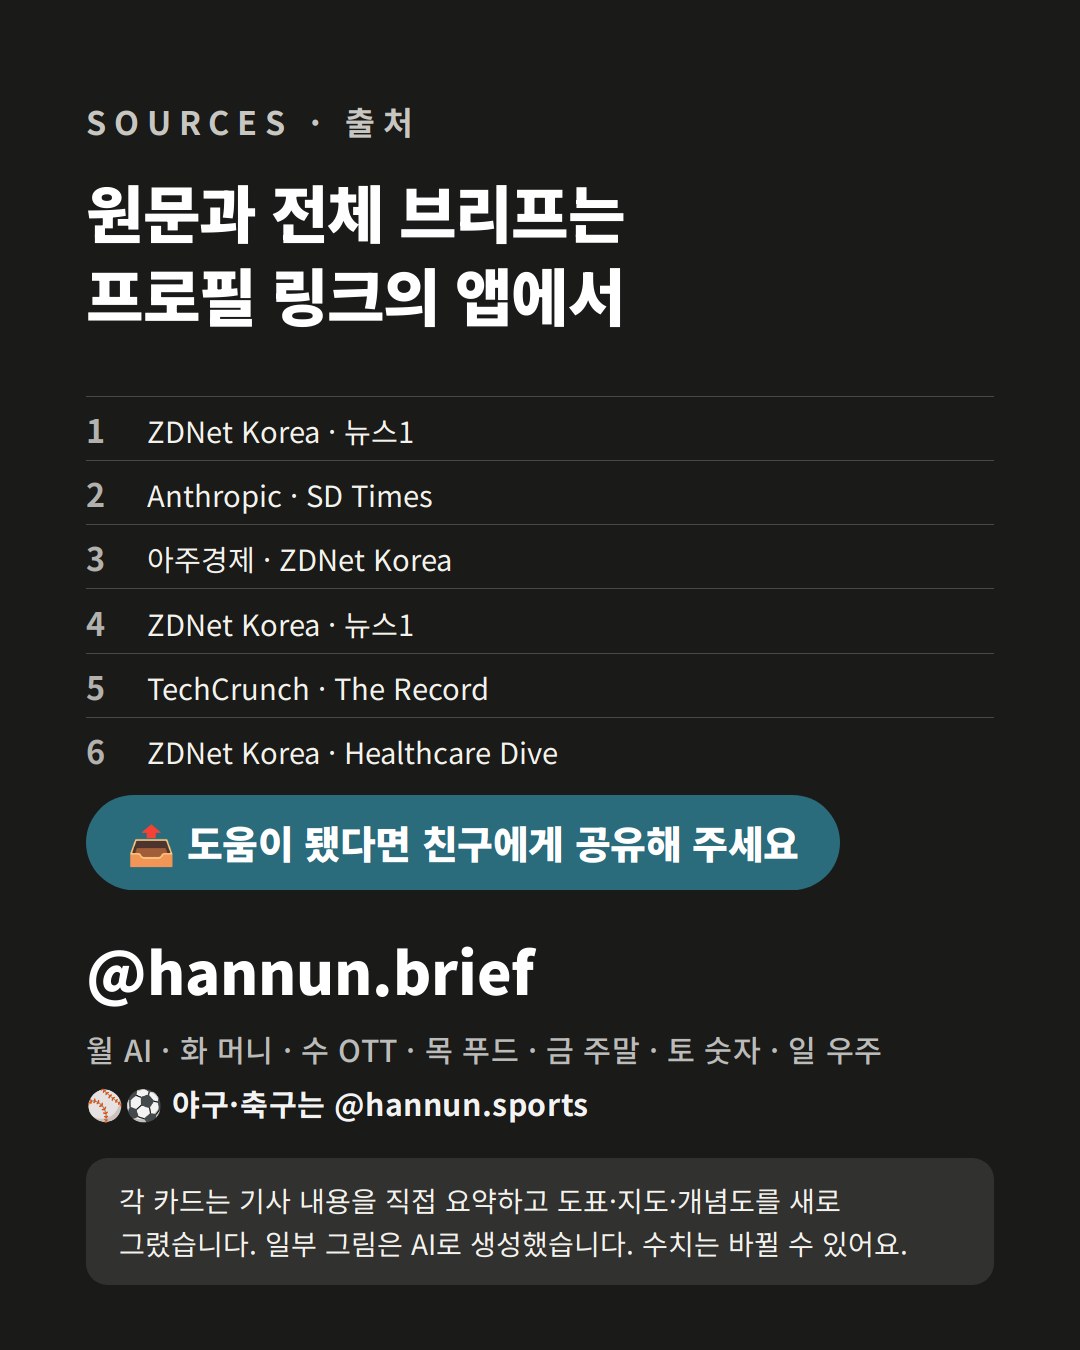 SOURCES · 출처
원문과 전체 브리프는
프로필 링크의 앱에서
1 ZDNet Korea · 뉴스1
2 Anthropic · SD Times
3 아주경제 · ZDNet Korea
4 ZDNet Korea · 뉴스1
5 TechCrunch · The Record
6 ZDNet Korea · Healthcare Dive
📤 도움이 됐다면 친구에게 공유해 주세요
@hannun.brief
월 AI · 화 머니 · 수 OTT · 목 푸드 · 금 주말 · 토 숫자 · 일 우주
⚾⚽ 야구·축구는 @hannun.sports
각 카드는 기사 내용을 직접 요약하고 도표·지도·개념도를 새로
그렸습니다. 일부 그림은 AI로 생성했습니다. 수치는 바뀔 수 있어요.